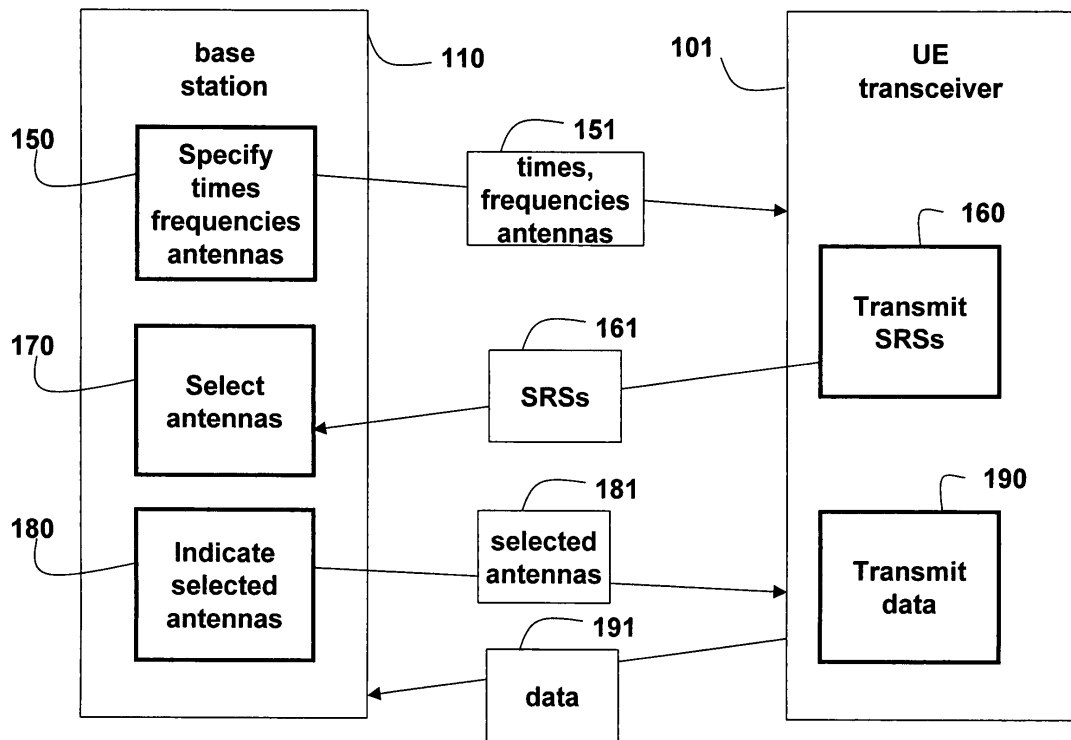 base
station
110
101
UE
transceiver
150
Specify
times
frequencies
antennas
151
times,
frequencies
antennas
160
Transmit
SRSs
170
Select
antennas
161
SRSs
180
Indicate
selected
antennas
181
selected
antennas
190
Transmit
data
191
data